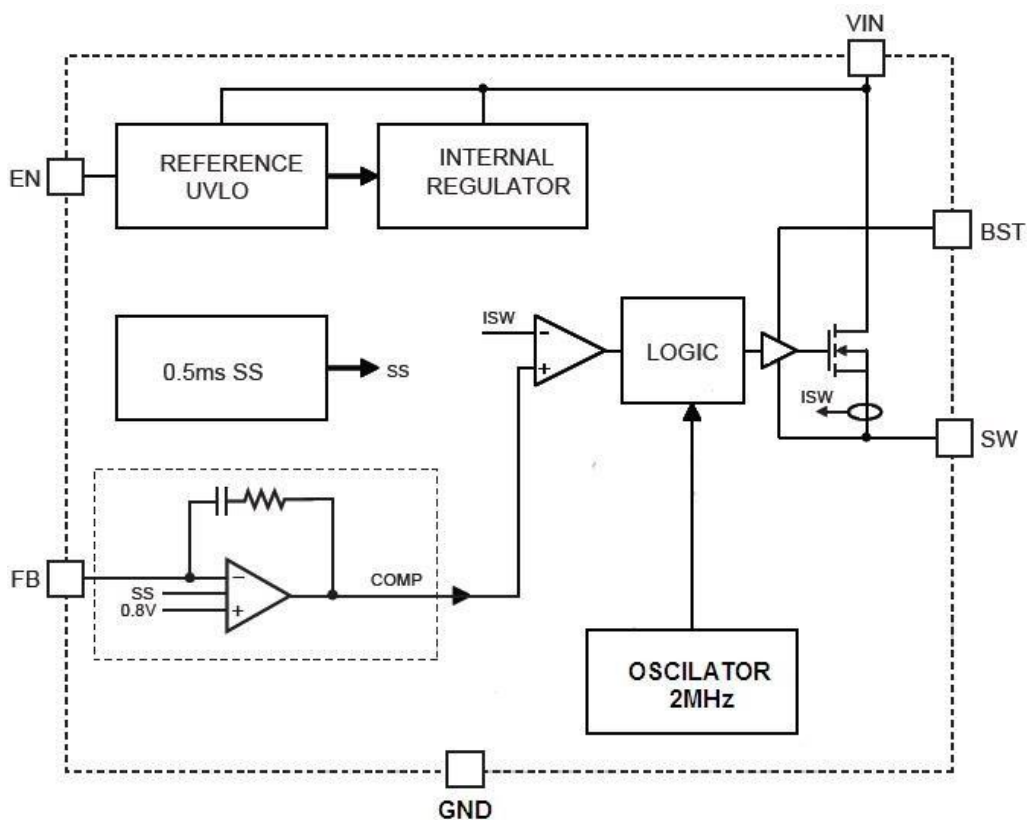 VIN
EN
REFERENCE
UVLO
INTERNAL
REGULATOR
BST
0.5ms SS
SS
ISW
-
+
LOGIC
ISW
SW
FB
SS
0.8V
-
+
COMP
OSCILATOR
2MHz
GND